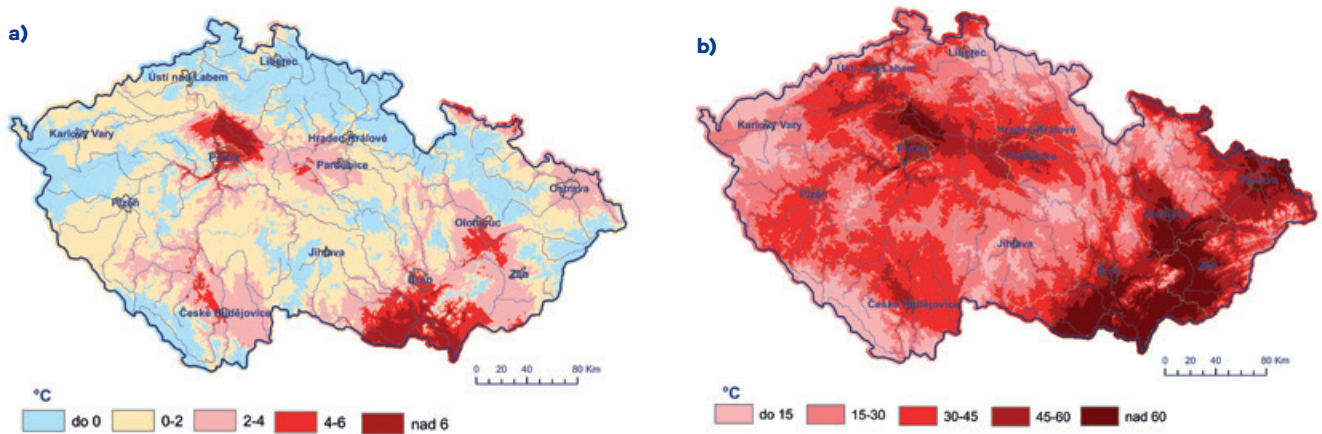 a)
Liberec
Ústí nad Labem
Karlovy Vary
Hradec Králové
Praha
Pardubice
Ostrava
Plzeň
Olomouc
Jihlava
Zlín
Brno
České Budějovice
0 20 40 80 Km
°C
do 0
0-2
2-4
4-6
nad 6
b)
Liberec
Ústí nad Labem
Karlovy Vary
Hradec Králové
Praha
Pardubice
Ostrava
Plzeň
Olomouc
Jihlava
Zlín
Brno
České Budějovice
0 20 40 80 Km
°C
do 15
15-30
30-45
45-60
nad 60